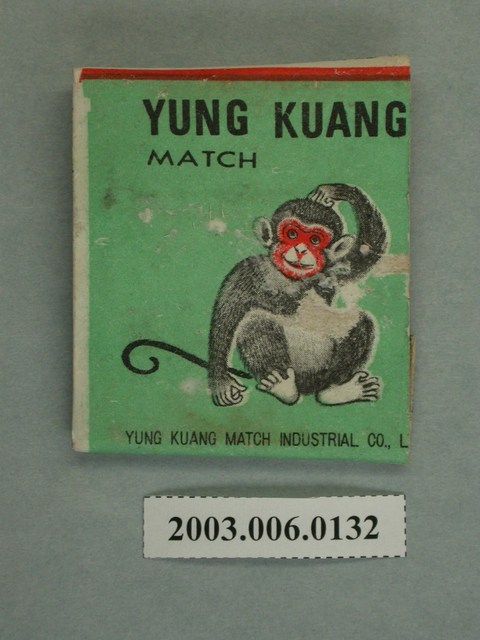 YUNG KUANG
MATCH
YUNG KUANG MATCH INDUSTRIAL CO., L
2003.006.0132